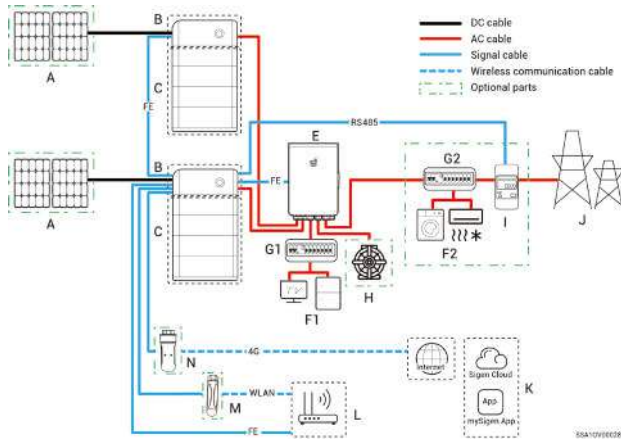 DC cable
AC cable
Signal cable
Wireless communication cable
Optional parts
B
A
C
FE
RS485
E
B
FE
G2
I
J
A
C
G1
F2
H
F1
N
4G
Internet
Sigen Cloud
K
App
mySigen App
M
WLAN
L
FE
SSA1OV00028